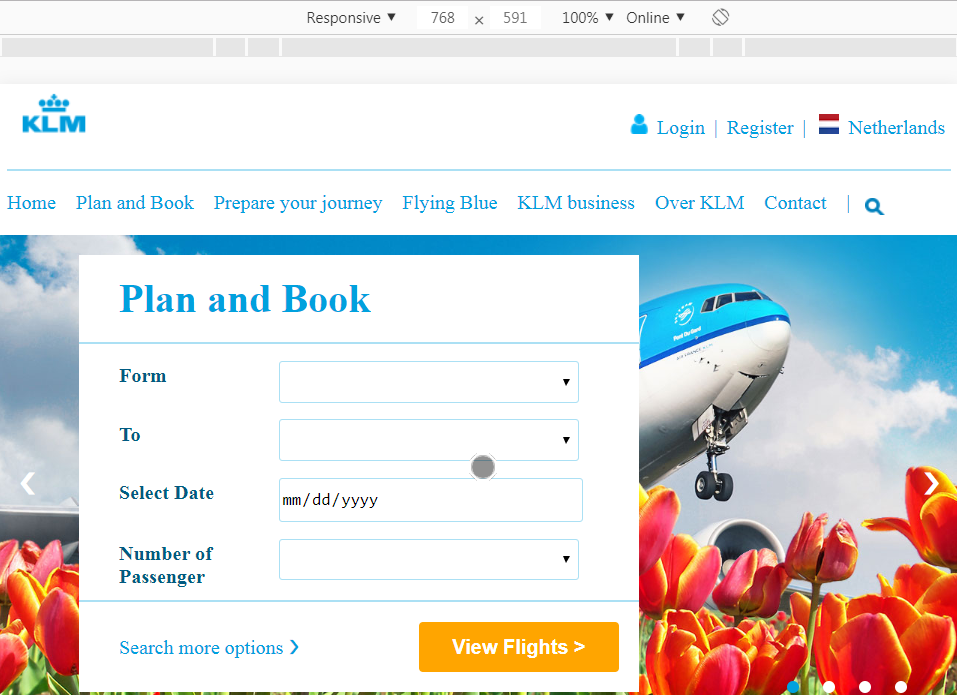 Responsive ▼ 768 × 591 100% ▼ Online ▼
KLM
Login | Register | Netherlands
Home Plan and Book Prepare your journey Flying Blue KLM business Over KLM Contact |
Plan and Book
Form
To
Select Date mm/dd/yyyy
Number of
Passenger
Search more options ❯ View Flights >